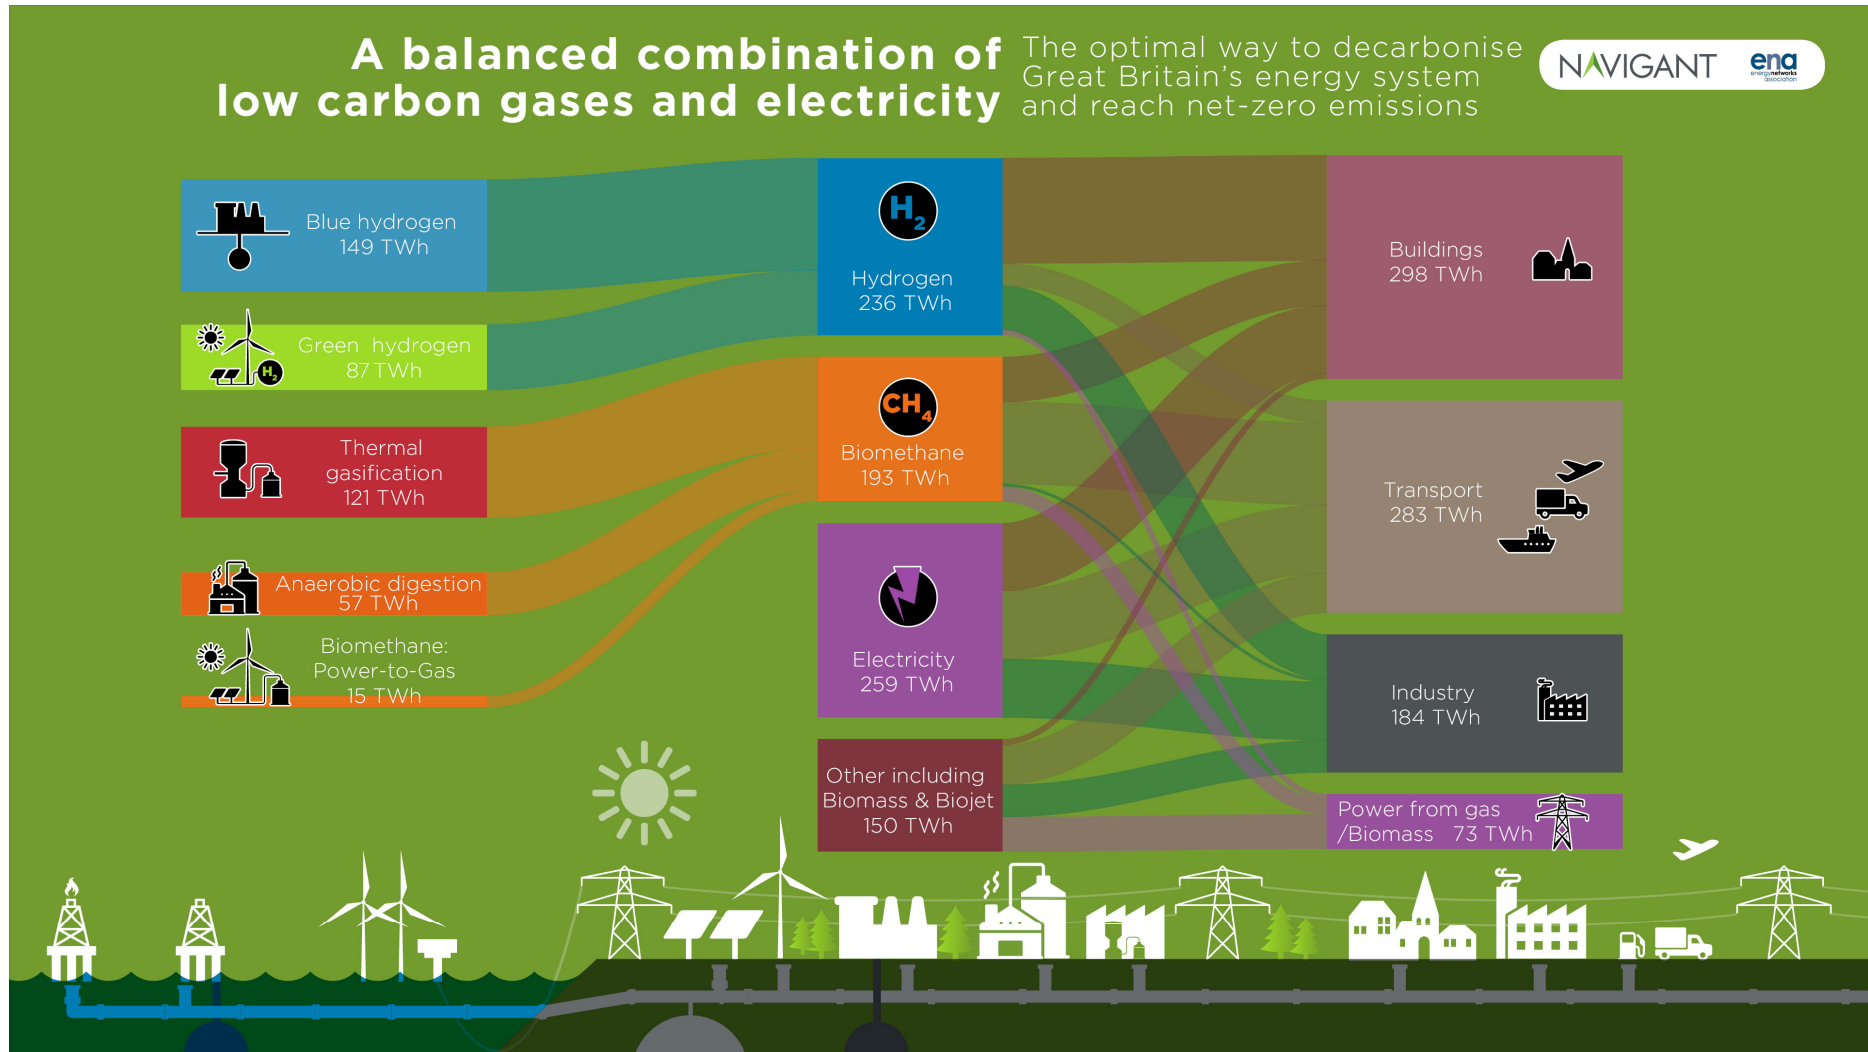 A balanced combination of
low carbon gases and electricity
The optimal way to decarbonise
Great Britain's energy system
and reach net-zero emissions
NAVIGANT
ena
energynetworks
association
Blue hydrogen
149 TWh
Green hydrogen
87 TWh
H2
Thermal
gasification
121 TWh
Anaerobic digestion
57 TWh
Biomethane:
Power-to-Gas
15 TWh
H2
Hydrogen
236 TWh
CH4
Biomethane
193 TWh
Electricity
259 TWh
Other including
Biomass & Biojet
150 TWh
Buildings
298 TWh
Transport
283 TWh
Industry
184 TWh
Power from gas
/Biomass 73 TWh